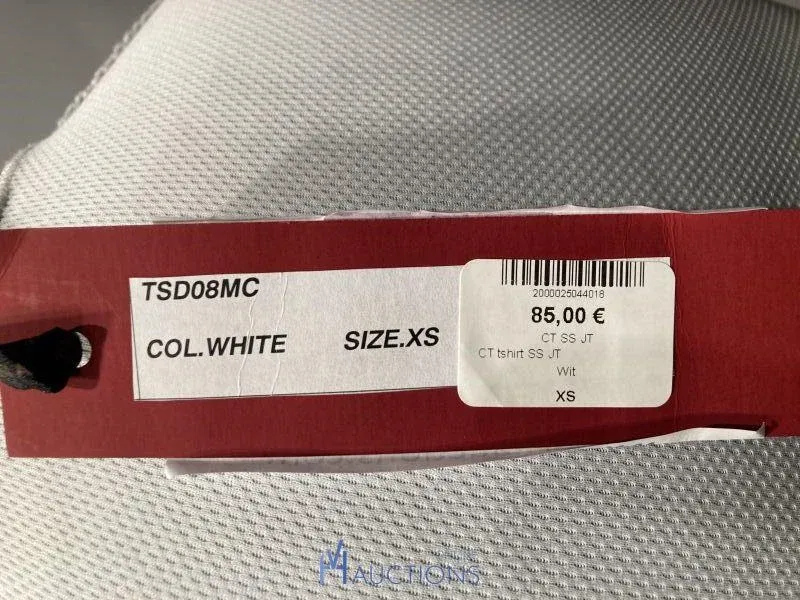 TSD08MC
COL.WHITE SIZE.XS
2000025044018
85,00 €
CT SS JT
CT tshirt SS JT
Wit
XS
AUCTIONS